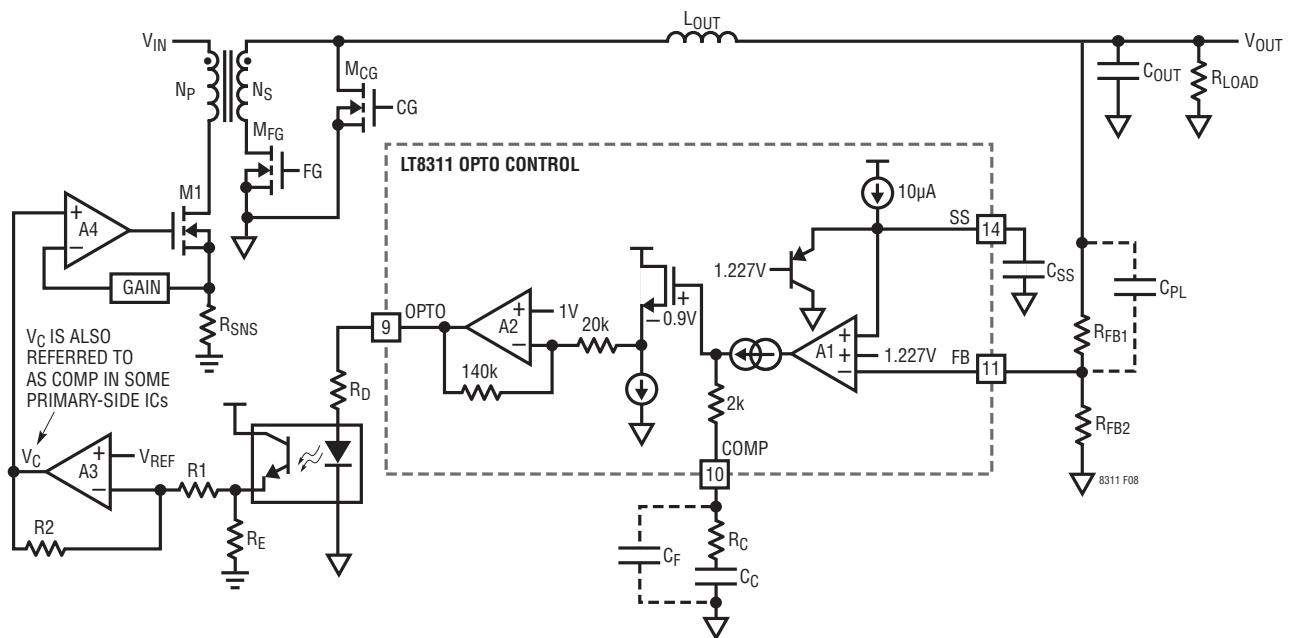 LOUT
VIN
VOUT
MCG
NP
NS
CG
COUT
RLOAD
MFG
FG
LT8311 OPTO CONTROL
M1
10µA
SS
14
+
A4
–
1.227V
CSS
CPL
GAIN
+
– 0.9V
OPTO
9
+
A2
–
1V
20k
RSNS
RFB1
+
A1 +
–
1.227V
FB
11
VC IS ALSO
REFERRED TO
AS COMP IN SOME
PRIMARY-SIDE ICs
140k
RD
2k
RFB2
COMP
10
VC
+
A3
–
VREF
R1
8311 F08
R2
RE
CF
RC
CC